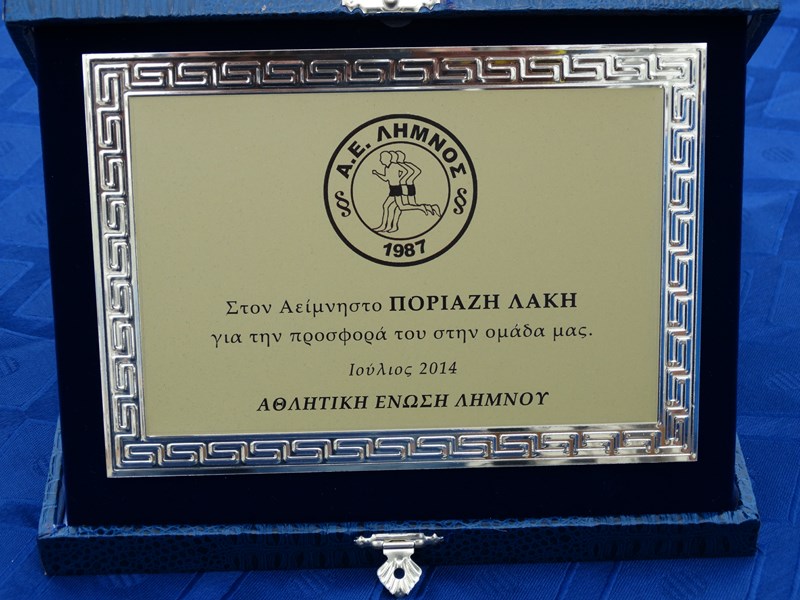 Α.Ε. ΛΗΜΝΟΣ
§ §
1987
Στον Αείμνηστο ΠΟΡΙΑΖΗ ΛΑΚΗ
για την προσφορά του στην ομάδα μας.
Ιούλιος 2014
ΑΘΛΗΤΙΚΗ ΕΝΩΣΗ ΛΗΜΝΟΥ